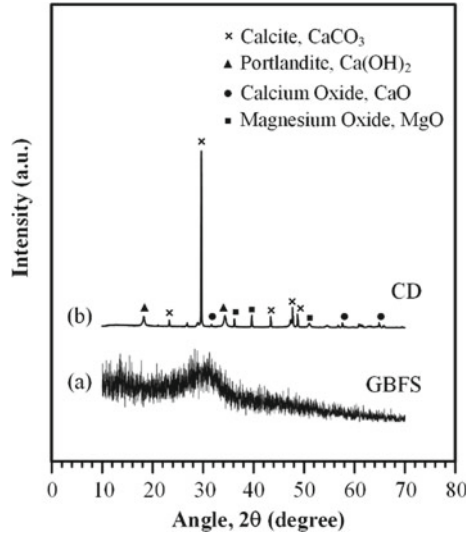 × Calcite, CaCO₃
▲ Portlandite, Ca(OH)₂
● Calcium Oxide, CaO
■ Magnesium Oxide, MgO
Intensity (a.u.)
(b)
CD
(a)
GBFS
0 10 20 30 40 50 60 70 80
Angle, 2θ (degree)